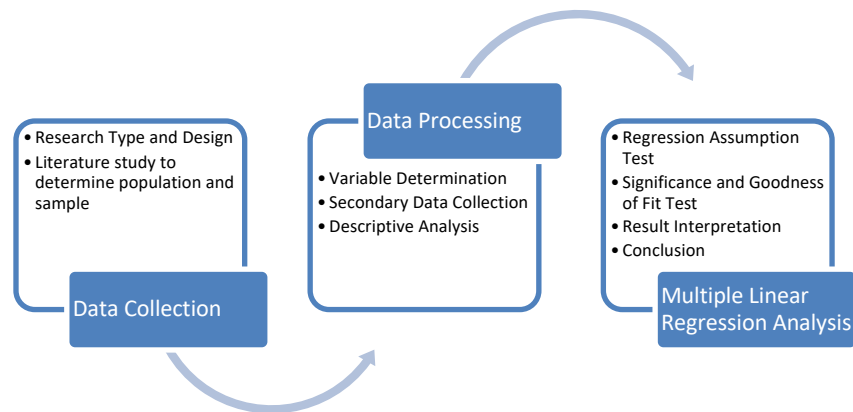 • Research Type and Design
• Literature study to
determine population and
sample
Data Collection
Data Processing
• Variable Determination
• Secondary Data Collection
• Descriptive Analysis
• Regression Assumption
Test
• Significance and Goodness
of Fit Test
• Result Interpretation
• Conclusion
Multiple Linear
Regression Analysis